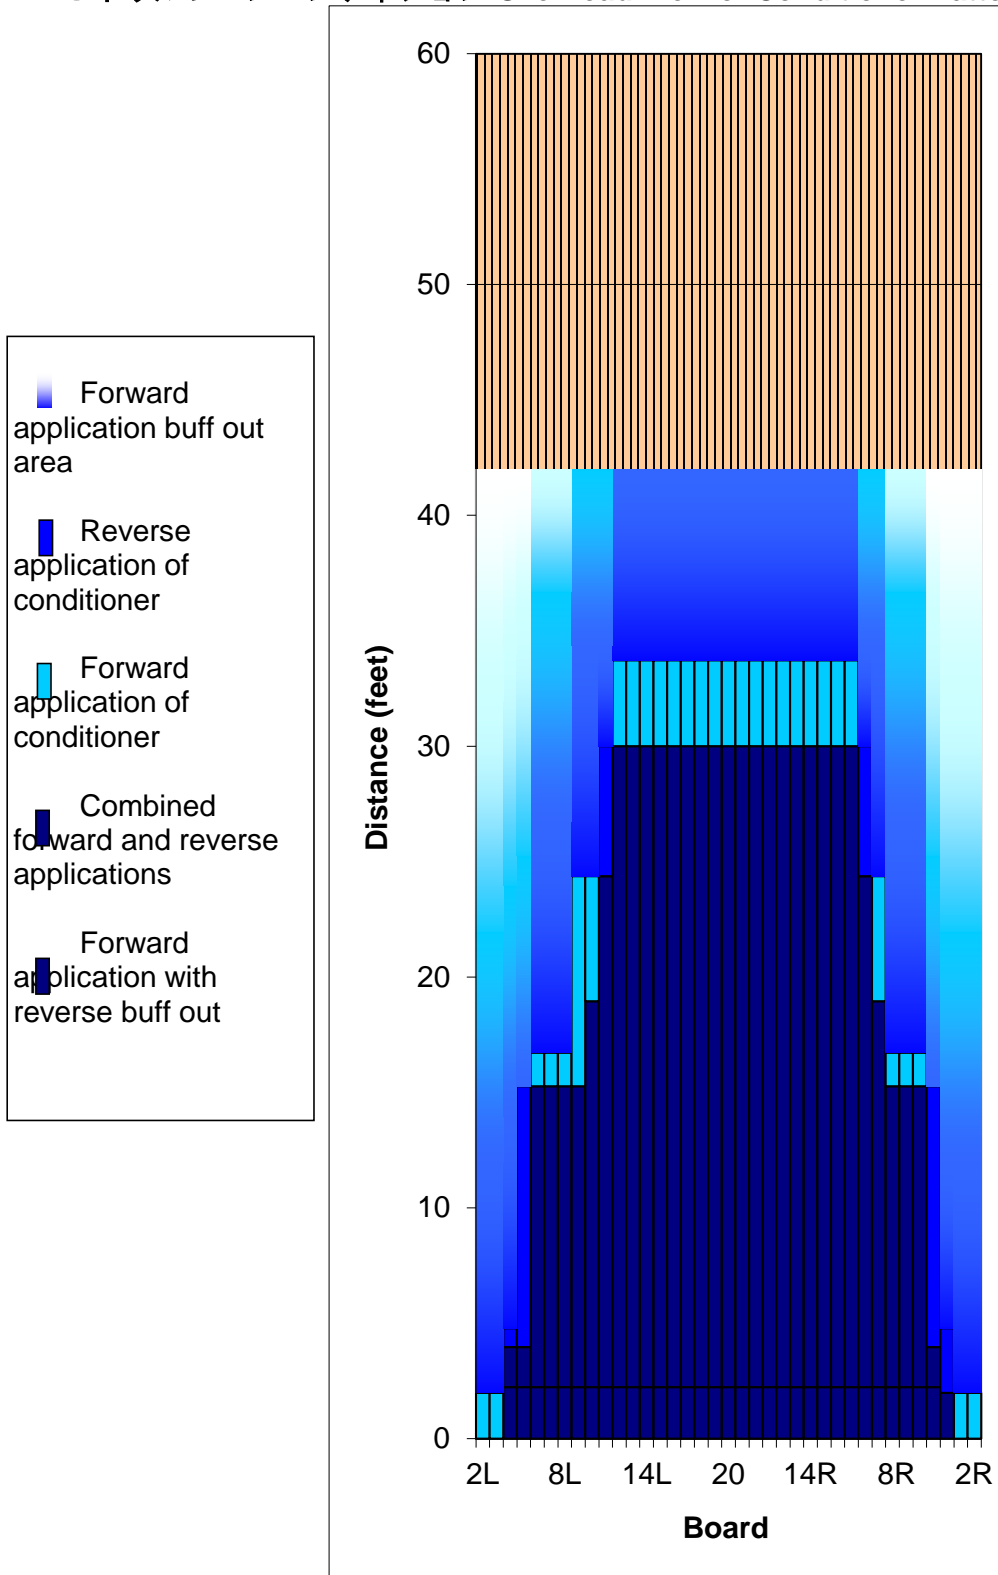 Forward
application buff out
area
Reverse
application of
conditioner
Forward
application of
conditioner
Combined
forward and reverse
applications
Forward
application with
reverse buff out
60
50
40
30
20
10
0
Distance (feet)
2L 8L 14L 20 14R 8R 2R
Board